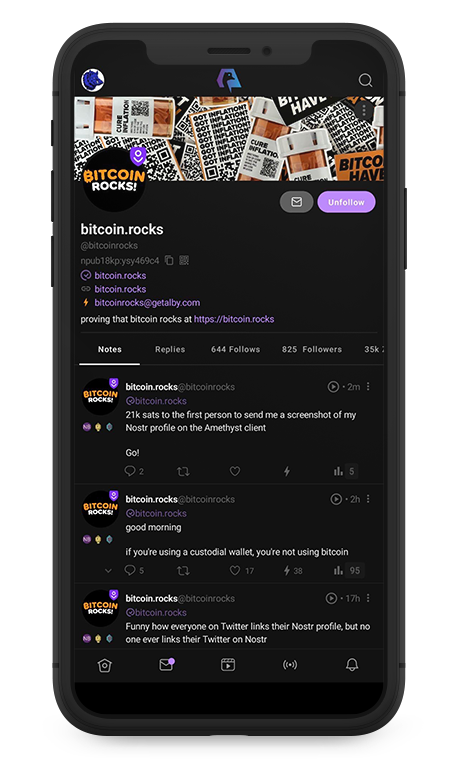 GOT INFLATION?
CURE
INFLATIO
BITCOIN
ROCKS!
Unfollow
bitcoin.rocks
@bitcoinrocks
npub18kp:ysy469c4
bitcoin.rocks
bitcoin.rocks
bitcoinrocks@getalby.com
proving that bitcoin rocks at https://bitcoin.rocks
Notes Replies 644 Follows 825 Followers 35k
BITCOIN
ROCKS!
bitcoin.rocks@bitcoinrocks • 2m
bitcoin.rocks
21k sats to the first person to send me a screenshot of my
Nostr profile on the Amethyst client
Go!
2 5
BITCOIN
ROCKS!
bitcoin.rocks@bitcoinrocks • 2h
bitcoin.rocks
good morning
if you're using a custodial wallet, you're not using bitcoin
5 17 38 95
BITCOIN
ROCKS!
bitcoin.rocks@bitcoinrocks • 17h
bitcoin.rocks
Funny how everyone on Twitter links their Nostr profile, but no
one ever links their Twitter on Nostr